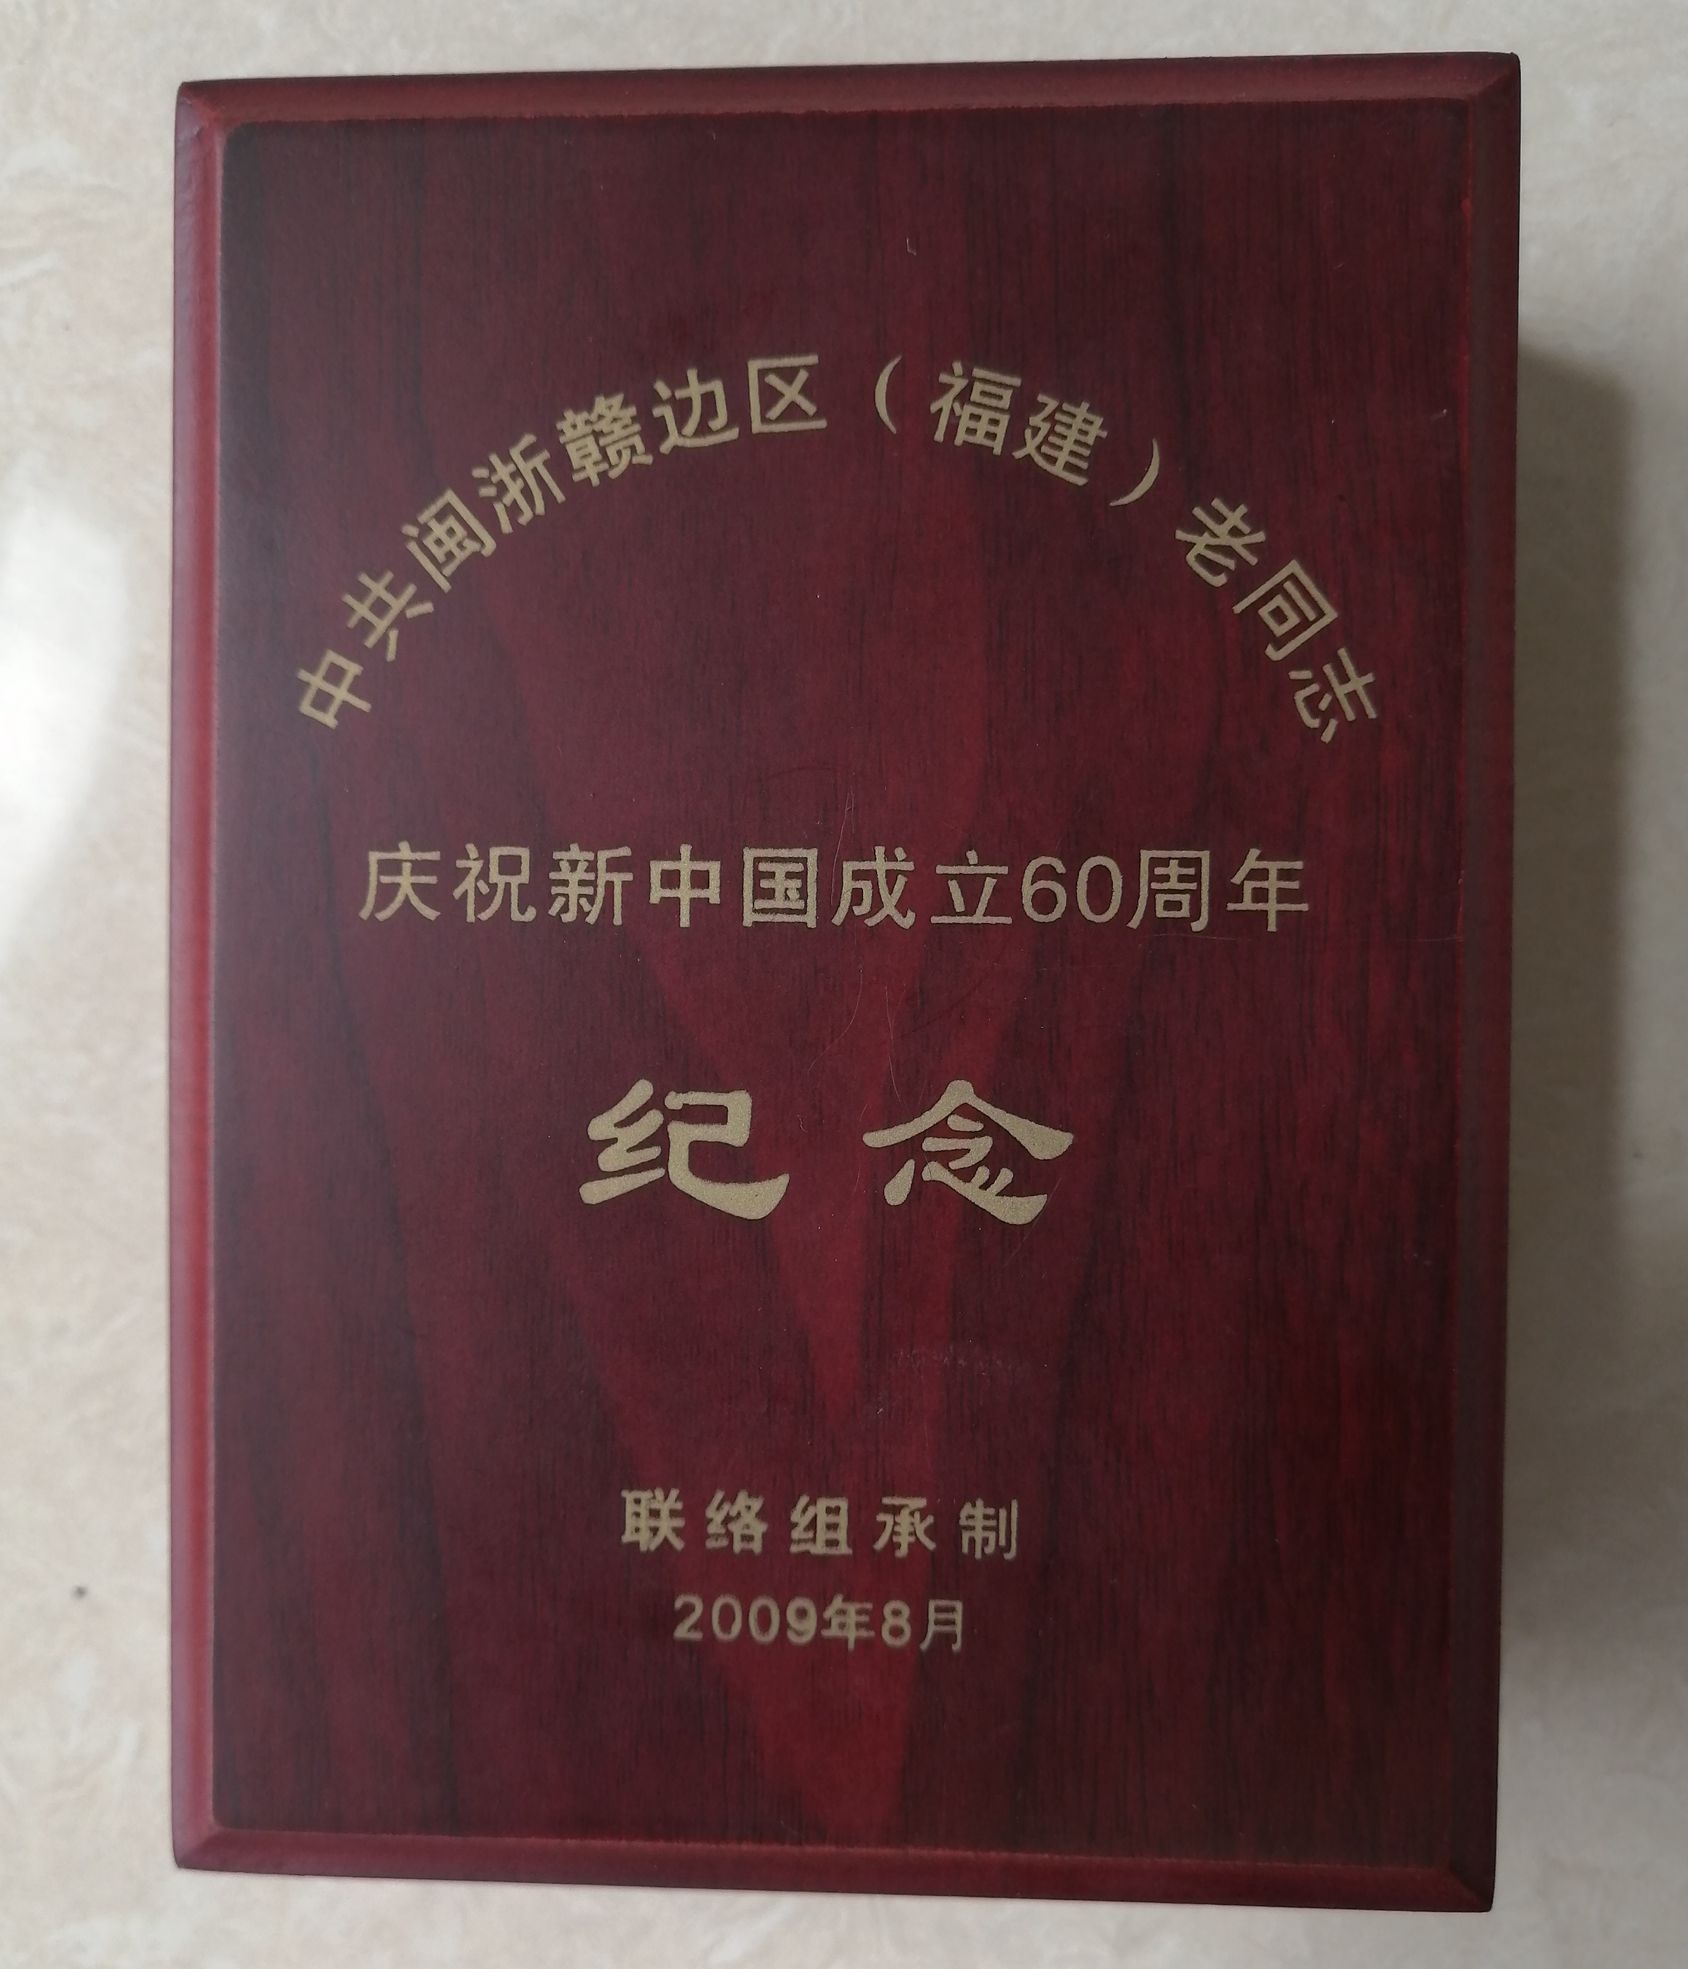 中共闽浙赣边区（福建）老同志
庆祝新中国成立60周年
纪念
联络组承制
2009年8月